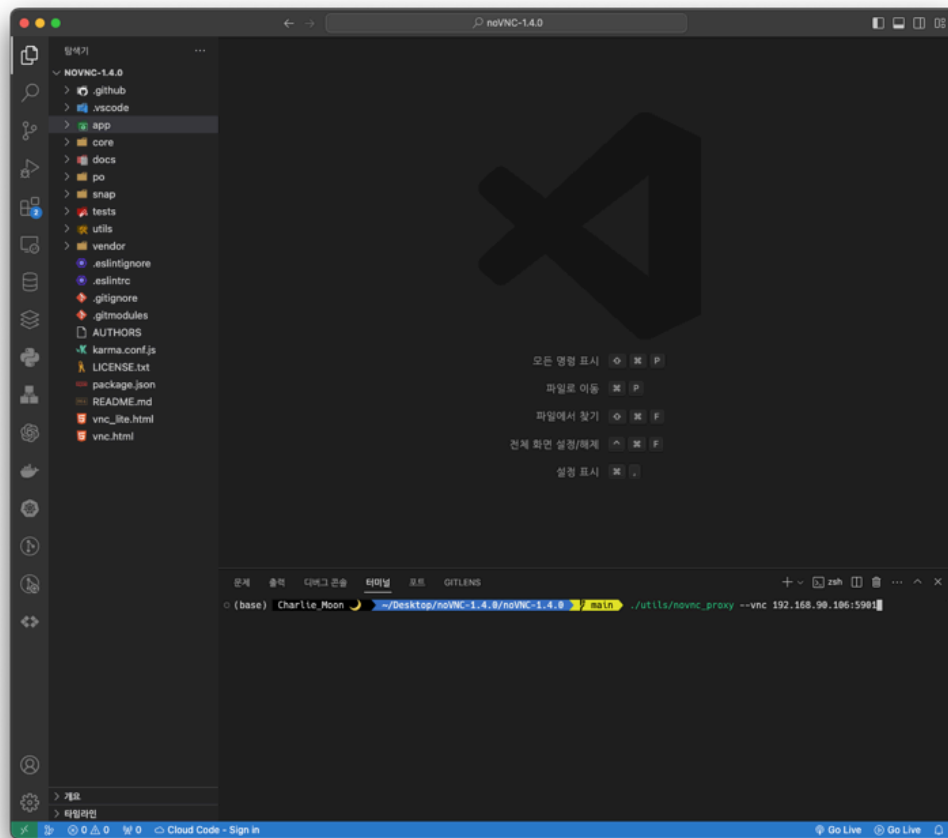 noVNC-1.4.0
탐색기
NOVNC-1.4.0
.github
.vscode
app
core
docs
po
snap
tests
utils
vendor
.eslintignore
.eslintrc
.gitignore
.gitmodules
AUTHORS
karma.conf.js
LICENSE.txt
package.json
README.md
vnc_lite.html
vnc.html
개요
타임라인
2
모든 명령 표시 ⇧ ⌘ P
파일로 이동 ⌘ P
파일에서 찾기 ⇧ ⌘ F
전체 화면 설정/해제 ^ ⌘ F
설정 표시 ⌘ ,
문제 출력 디버그 콘솔 터미널 포트 GITLENS
zsh
(base) Charlie_Moon 🌙 ~/Desktop/noVNC-1.4.0/noVNC-1.4.0 main ./utils/novnc_proxy --vnc 192.168.90.106:5901
0 0 0 Cloud Code - Sign in Go Live Go Live